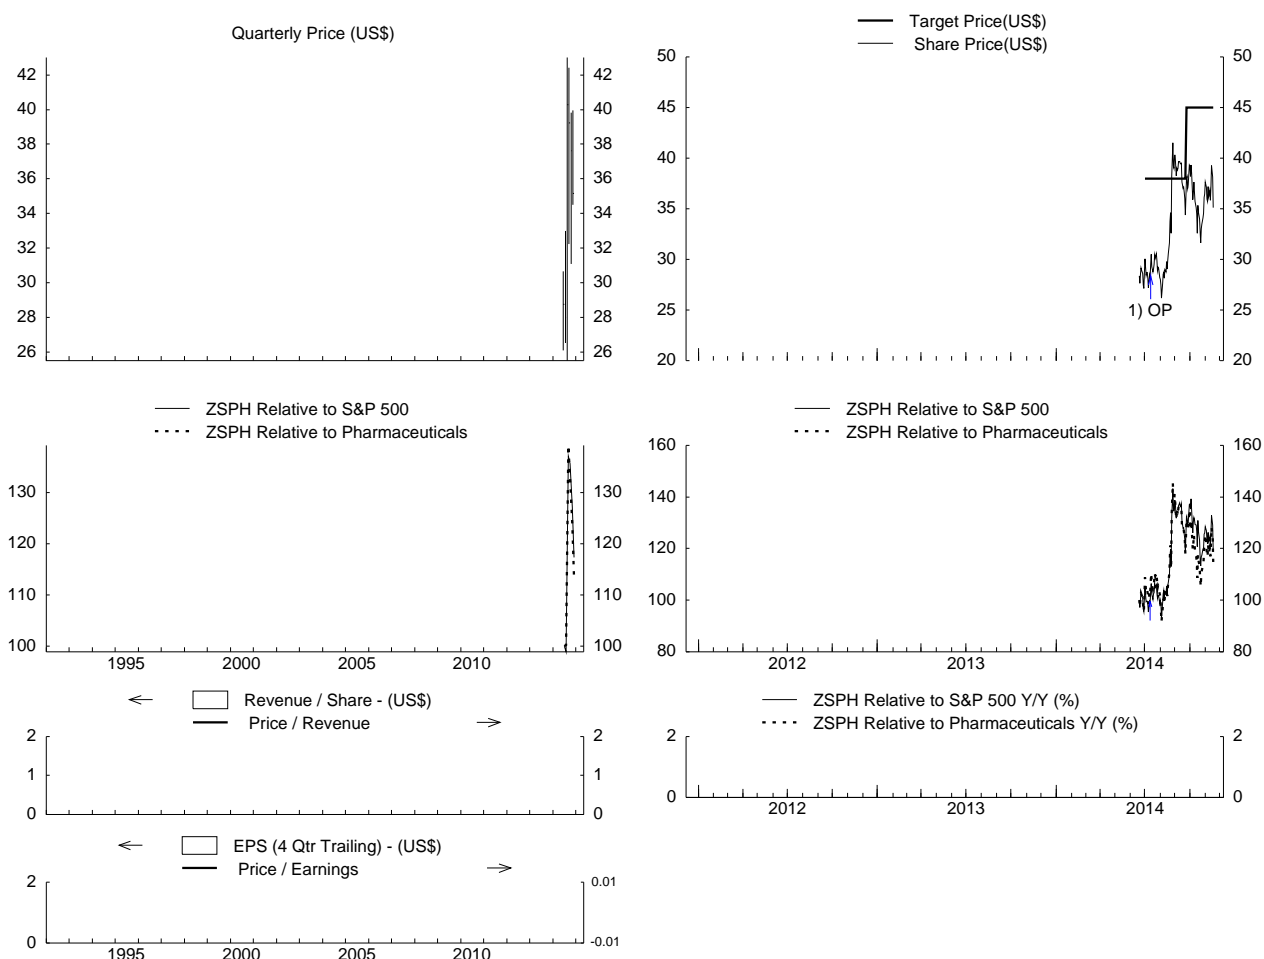 Quarterly Price (US$)
42 42
40 40
38 38
36 36
34 34
32 32
30 30
28 28
26 26
Target Price(US$)
Share Price(US$)
50 50
45 45
40 40
35 35
30 30
25 25
20 20
1) OP
ZSPH Relative to S&P 500
ZSPH Relative to Pharmaceuticals
130 130
120 120
110 110
100 100
1995 2000 2005 2010
ZSPH Relative to S&P 500
ZSPH Relative to Pharmaceuticals
160 160
140 140
120 120
100 100
80 80
2012 2013 2014
Revenue / Share - (US$)
Price / Revenue
2 2
1 1
0 0
ZSPH Relative to S&P 500 Y/Y (%)
ZSPH Relative to Pharmaceuticals Y/Y (%)
2 2
0 0
2012 2013 2014
EPS (4 Qtr Trailing) - (US$)
Price / Earnings
2 0.01
0 -0.01
1995 2000 2005 2010